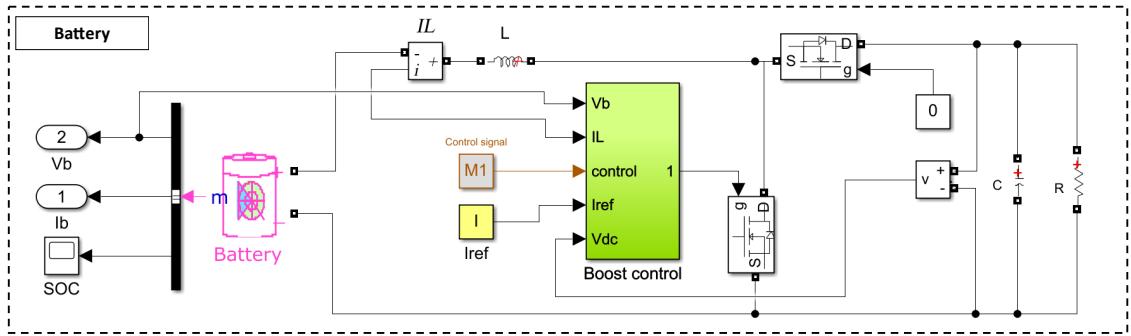 Battery
IL
L
-
i
+
S
D
g
0
2
Vb
1
Ib
SOC
m
Battery
Control signal
M1
I
Iref
Vb
IL
control
Iref
Vdc
1
Boost control
g
D
S
v
+
-
+
C
+
R